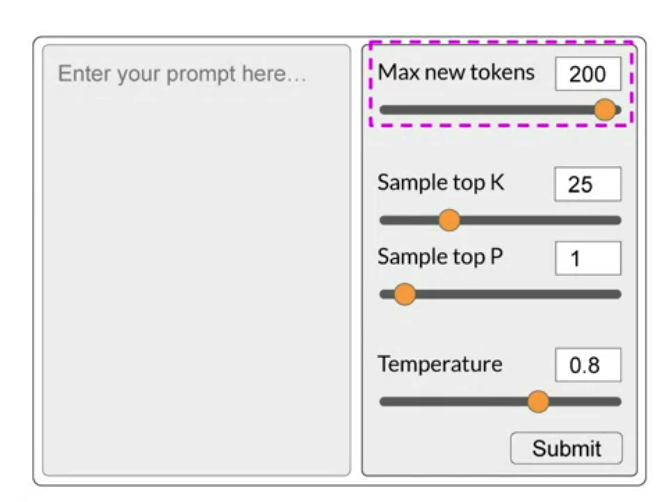 Enter your prompt here...
Max new tokens 200
Sample top K 25
Sample top P 1
Temperature 0.8
Submit